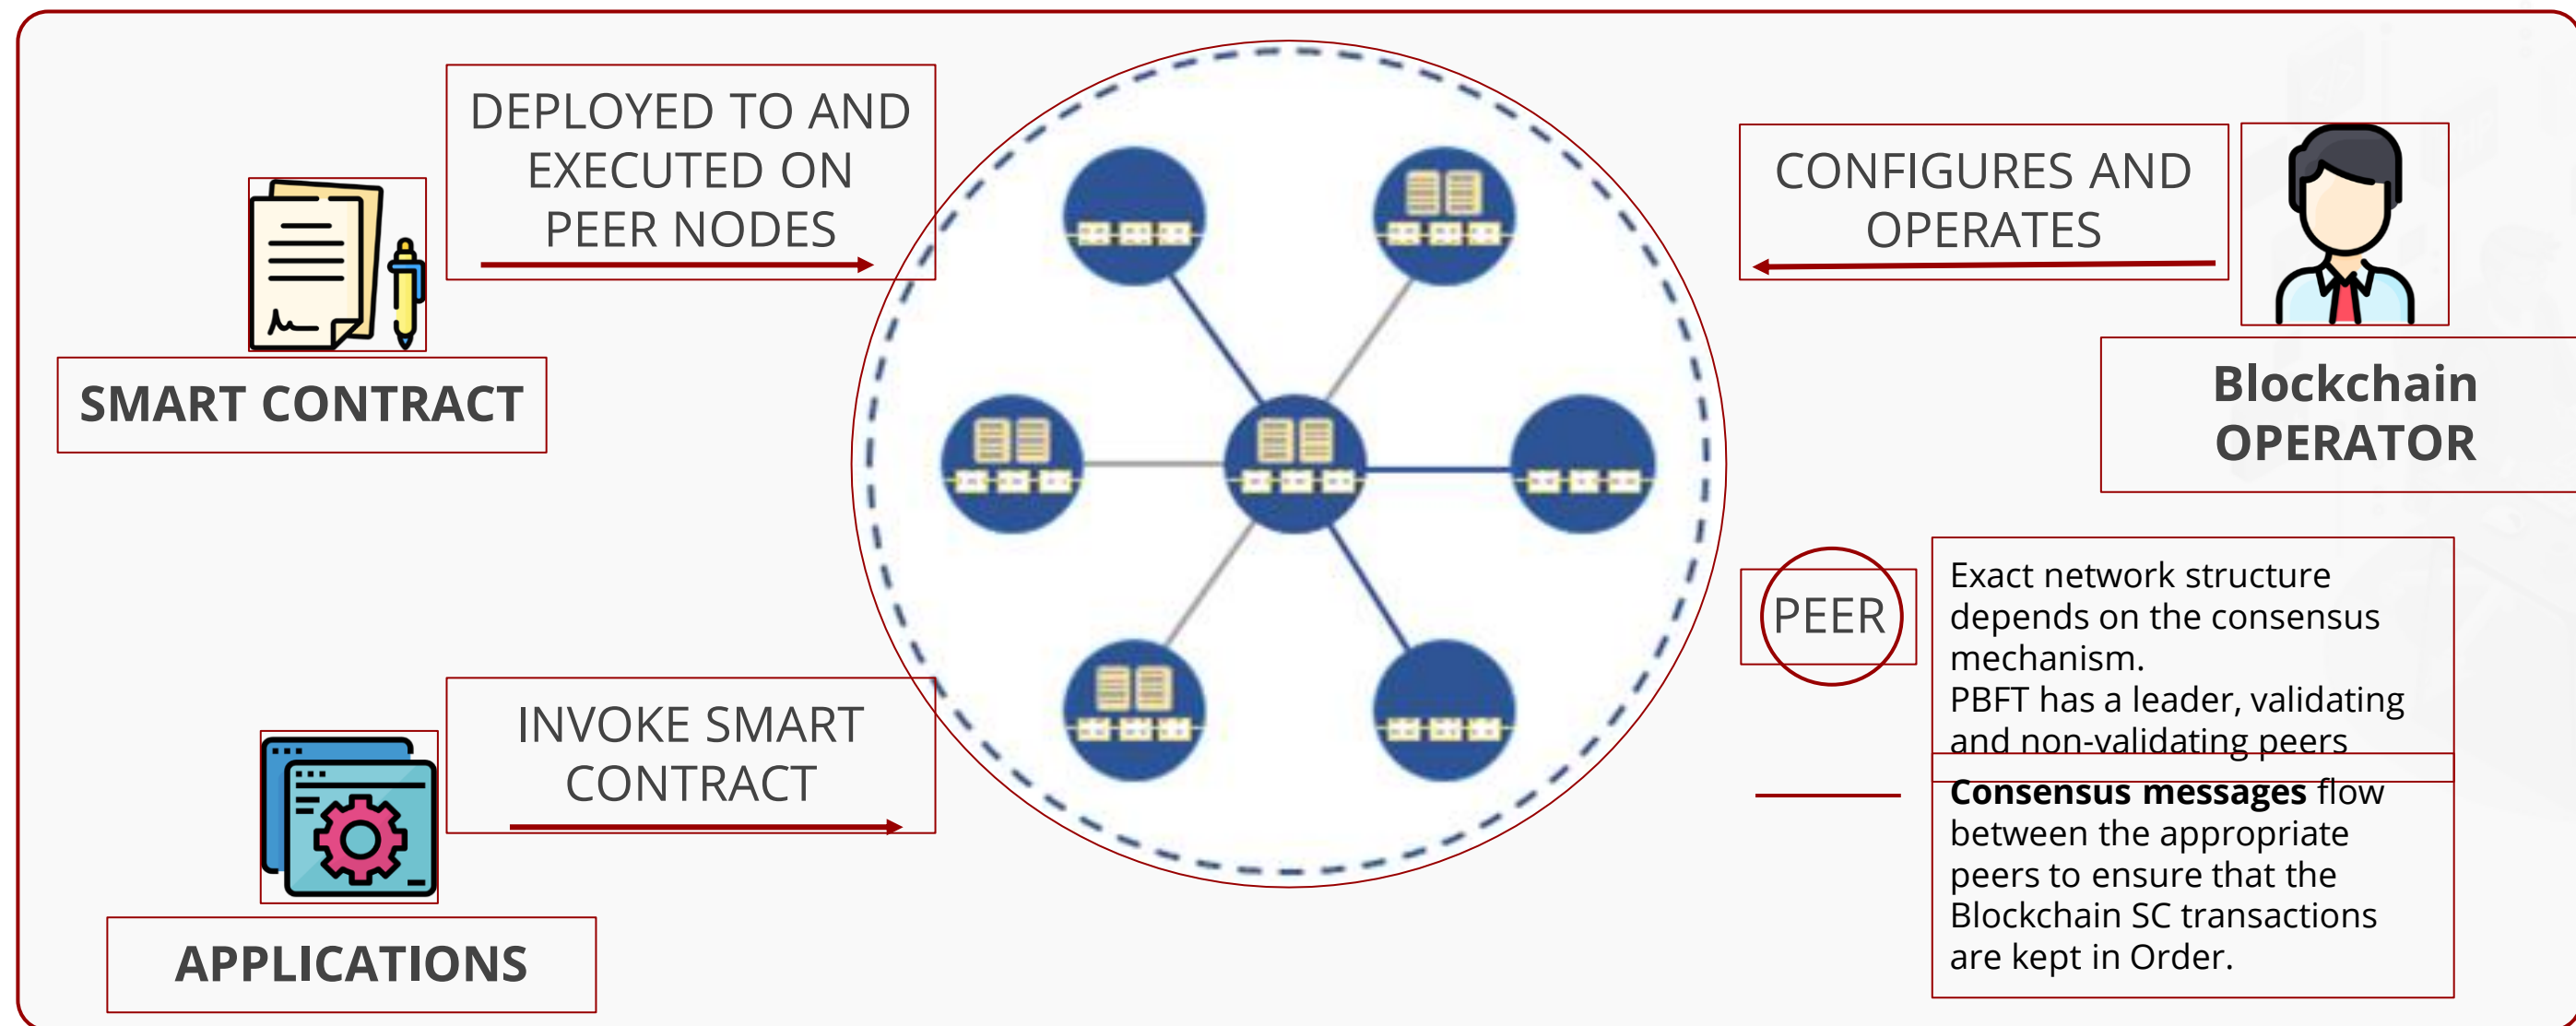 DEPLOYED TO AND
EXECUTED ON
PEER NODES
SMART CONTRACT
CONFIGURES AND
OPERATES
Blockchain
OPERATOR
PEER
Exact network structure
depends on the consensus
mechanism.
PBFT has a leader, validating
and non-validating peers
Consensus messages flow
between the appropriate
peers to ensure that the
Blockchain SC transactions
are kept in Order.
INVOKE SMART
CONTRACT
APPLICATIONS